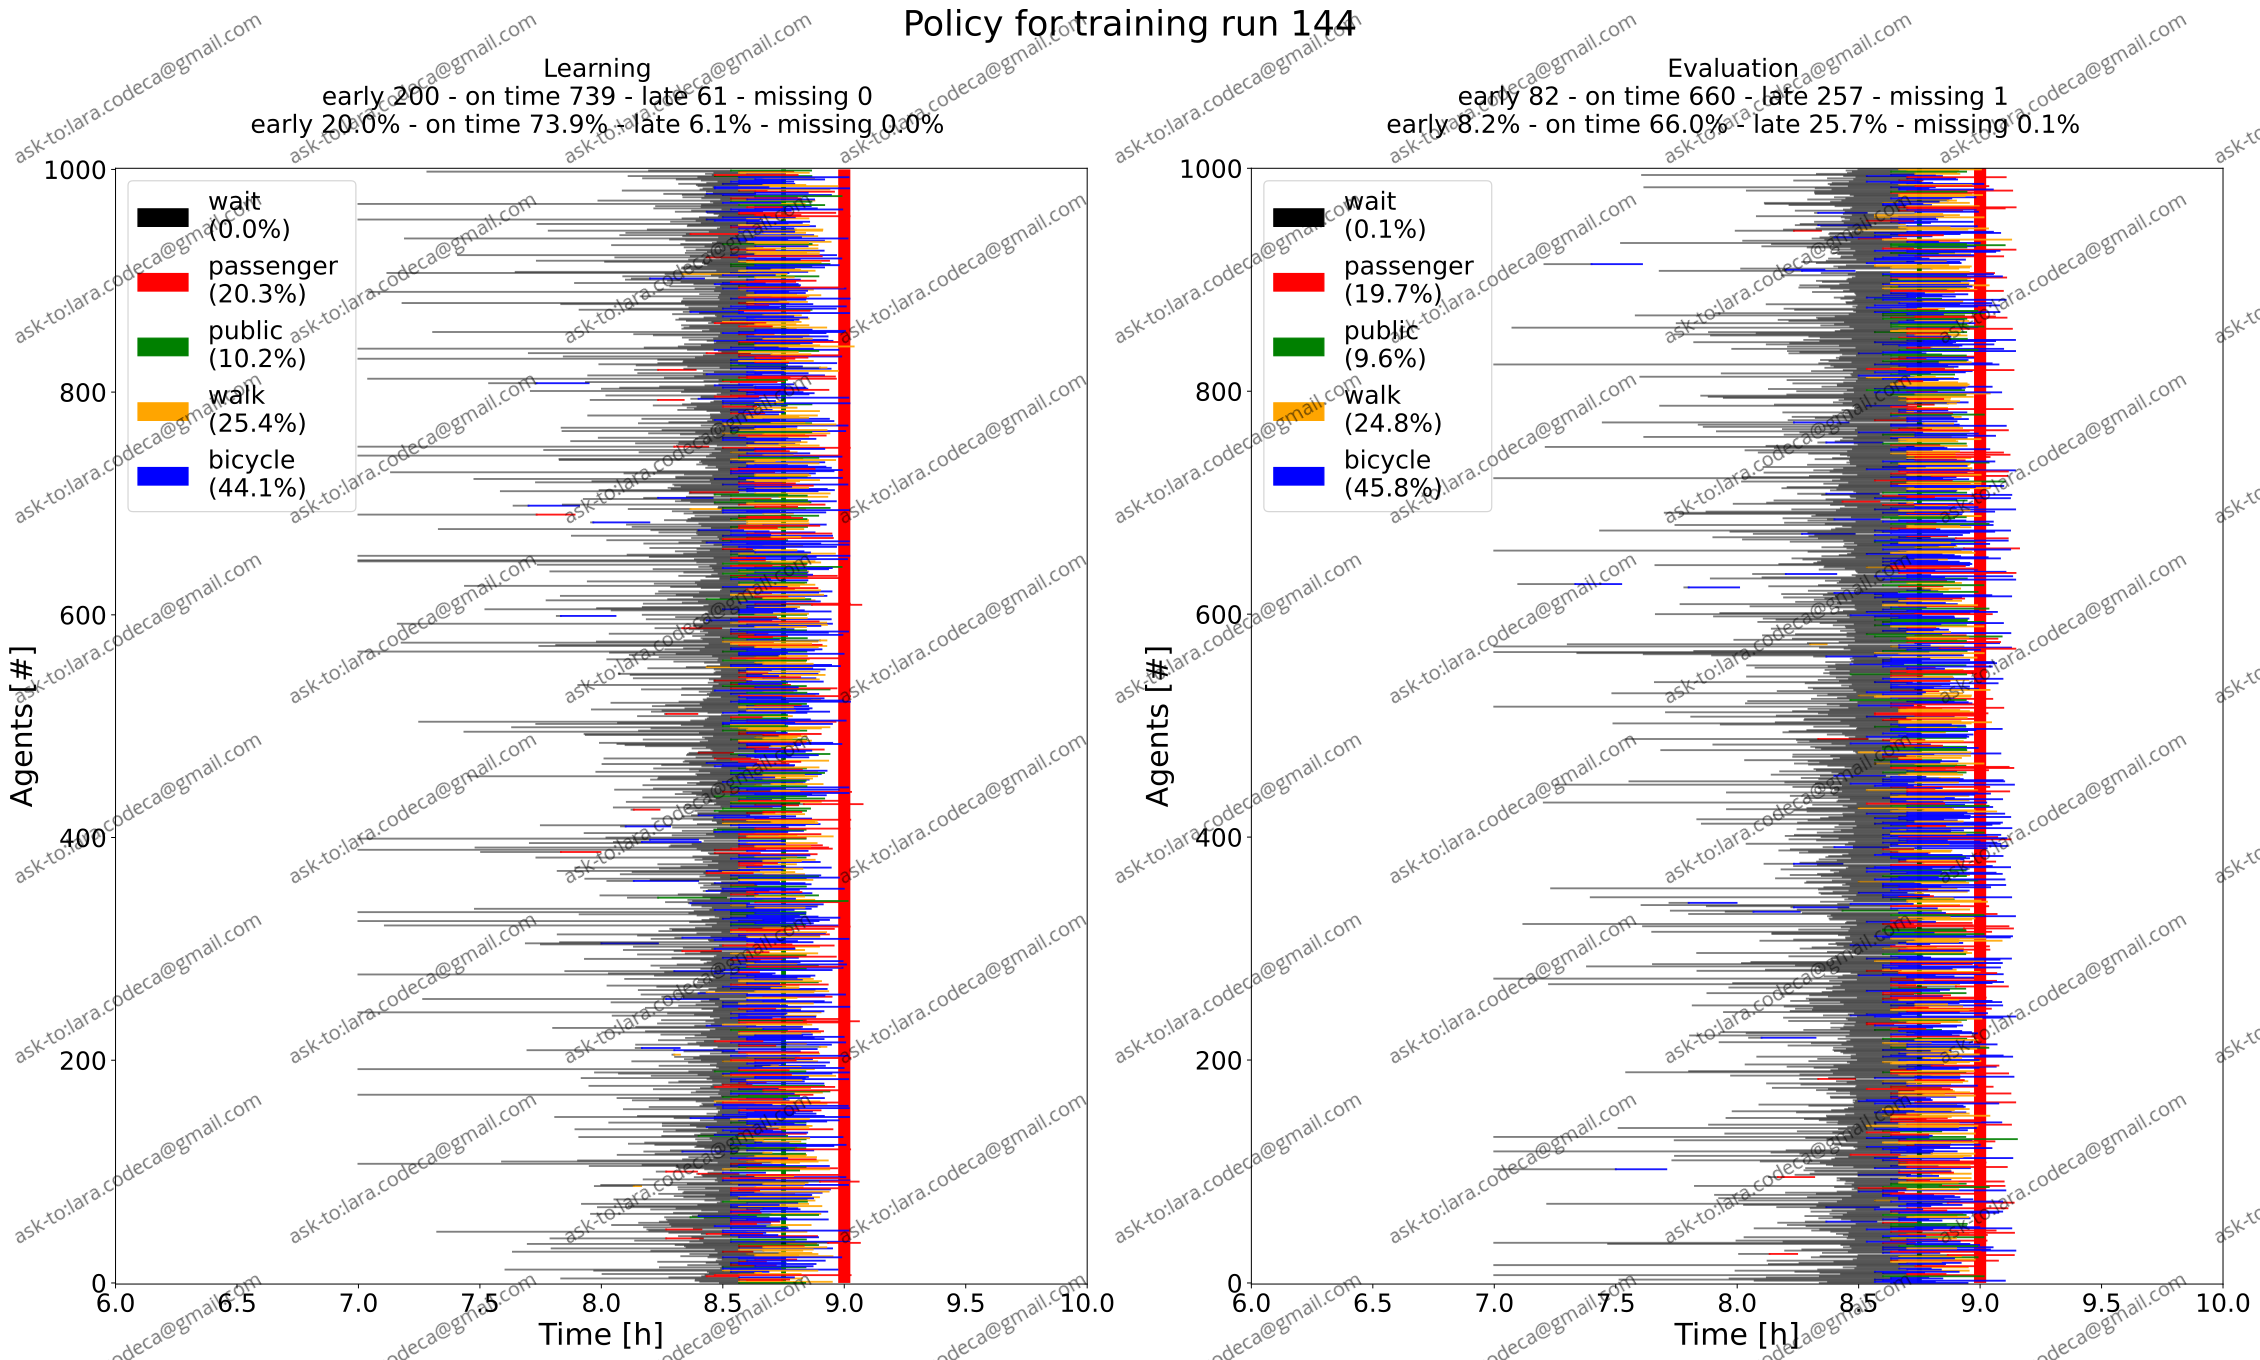 Policy for training run 144
Learning
early 200 - on time 739 - late 61 - missing 0
early 20.0% - on time 73.9% - late 6.1% - missing 0.0%
1000
800
600
400
200
0
Agents [#]
wait
(0.0%)
passenger
(20.3%)
public
(10.2%)
walk
(25.4%)
bicycle
(44.1%)
6.0 6.5 7.0 7.5 8.0 8.5 9.0 9.5 10.0
Time [h]
Evaluation
early 82 - on time 660 - late 257 - missing 1
early 8.2% - on time 66.0% - late 25.7% - missing 0.1%
1000
800
600
400
200
0
Agents [#]
wait
(0.1%)
passenger
(19.7%)
public
(9.6%)
walk
(24.8%)
bicycle
(45.8%)
6.0 6.5 7.0 7.5 8.0 8.5 9.0 9.5 10.0
Time [h]
ask-to:lara.codeca@gmail.com